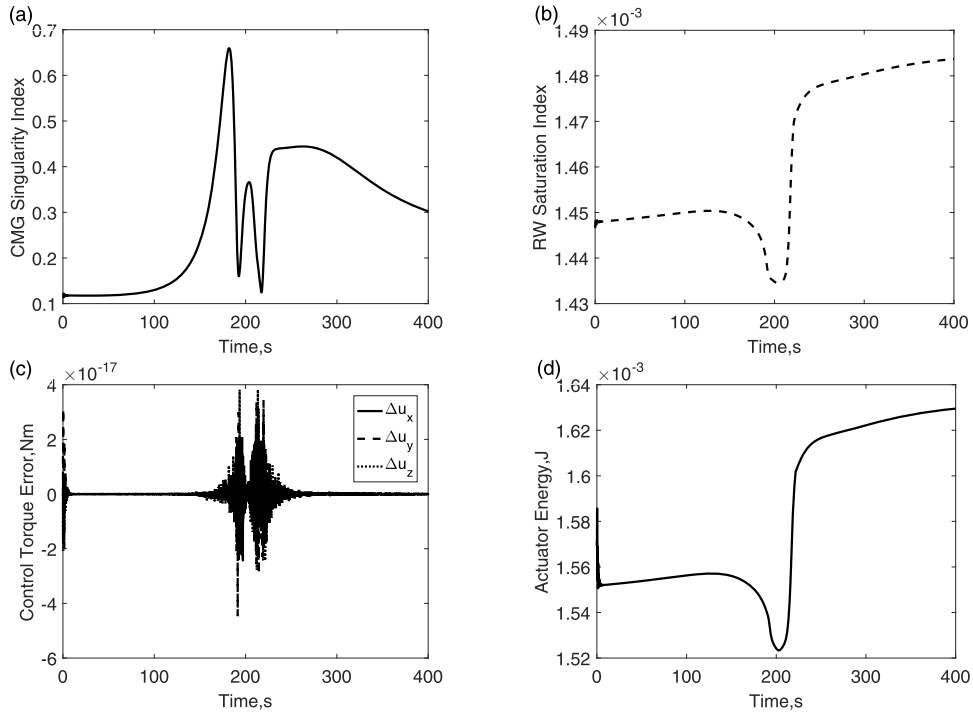 (a)
0.7
0.6
0.5
0.4
0.3
0.2
0.1
CMG Singularity Index
0 100 200 300 400
Time,s
(b)
×10⁻³
1.49
1.48
1.47
1.46
1.45
1.44
1.43
RW Saturation Index
0 100 200 300 400
Time,s
(c)
×10⁻¹⁷
4
2
0
-2
-4
-6
Control Torque Error,Nm
Δuₓ
Δu_y
Δu_z
0 100 200 300 400
Time,s
(d)
×10⁻³
1.64
1.62
1.6
1.58
1.56
1.54
1.52
Actuator Energy,J
0 100 200 300 400
Time,s